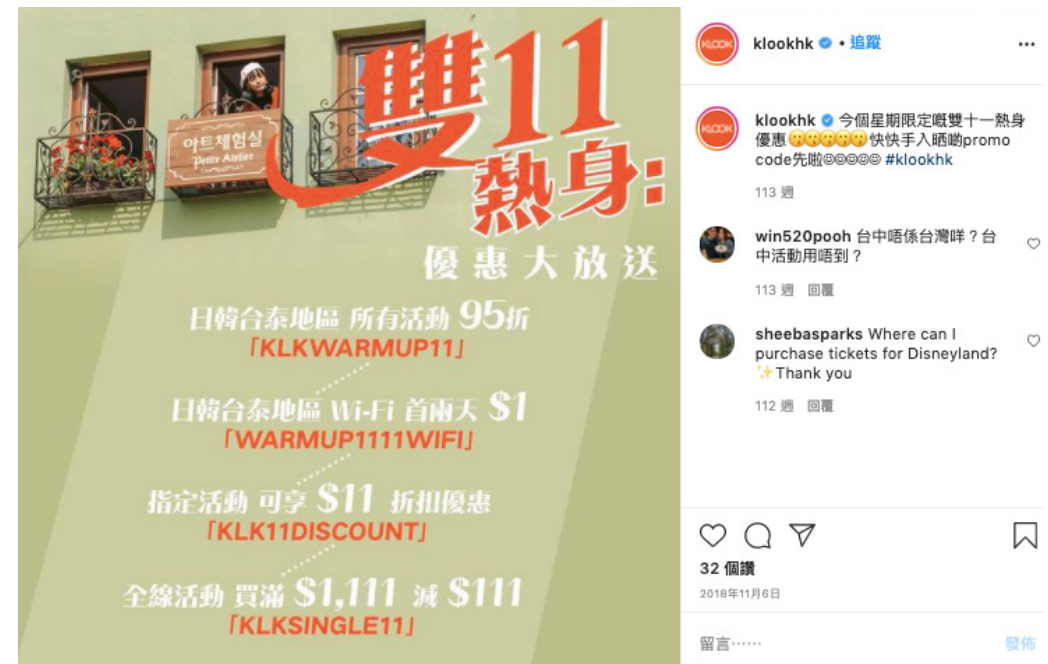 雙11
熱身:
優惠大放送
아트체험실
Petite Atelier
日韓台泰地區 所有活動 95折
「KLKWARMUP11」
日韓台泰地區 Wi-Fi 首兩天 $1
「WARMUP1111WIFI」
指定活動 可享 $11 折扣優惠
「KLK11DISCOUNT」
全線活動 買滿 $1,111 減 $111
「KLKSINGLE11」
KLOOK
klookhk • 追蹤
KLOOK
klookhk 今個星期限定嘅雙十一熱身
優惠😚😚😚😚😚快快手入晒啲promo
code先啦☺☺☺☺☺ #klookhk
113 週
win520pooh 台中唔係台灣咩？台
中活動用唔到？
113 週 回覆
sheebasparks Where can I
purchase tickets for Disneyland?
✨Thank you
112 週 回覆
32 個讚
2018年11月6日
留言……
發佈